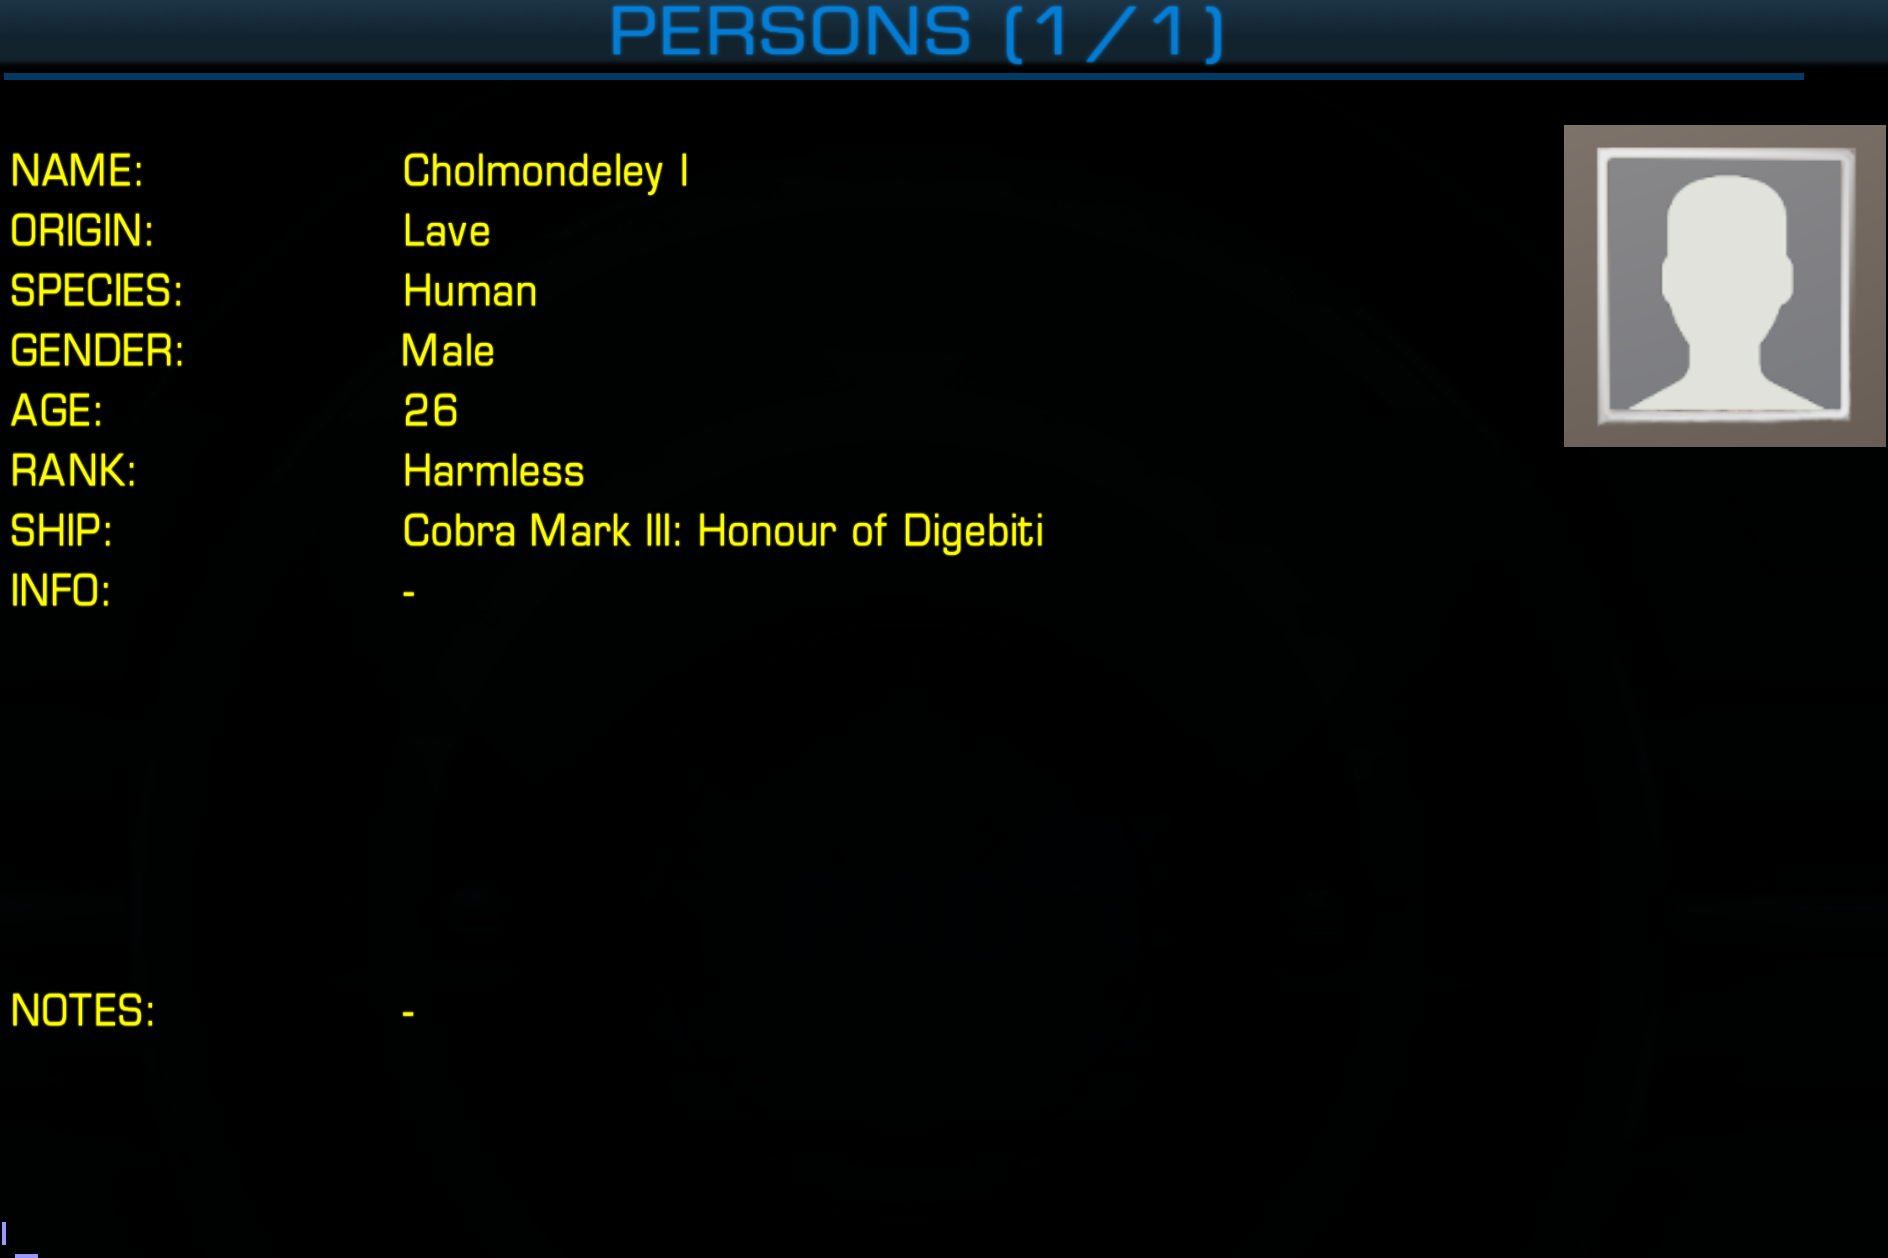 PERSONS (1/1)
NAME: Cholmondeley I
ORIGIN: Lave
SPECIES: Human
GENDER: Male
AGE: 26
RANK: Harmless
SHIP: Cobra Mark III: Honour of Digebiti
INFO: -
NOTES: -